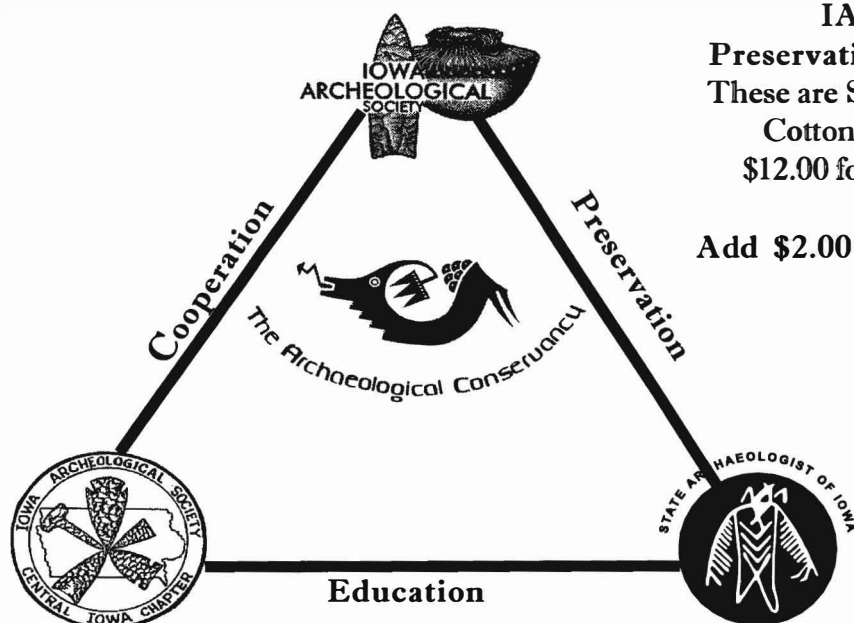 IOWA
ARCHEOLOGICAL
SOCIETY
IA
Preservati
These are S
Cotton
$12.00 fo
Add $2.00
Cooperation
Preservation
The Archaeological Conservancy
IOWA ARCHEOLOGICAL SOCIETY
CENTRAL IOWA CHAPTER
STATE ARCHAEOLOGIST OF IOWA
Education